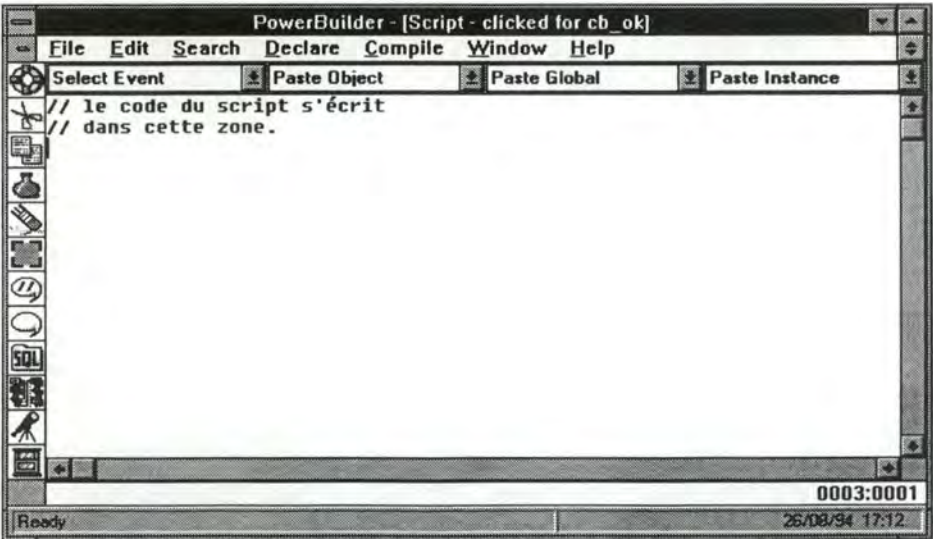 PowerBuilder - [Script - clicked for cb_ok]
File Edit Search Declare Compile Window Help
Select Event Paste Object Paste Global Paste Instance
// le code du script s'écrit
// dans cette zone.
SQL
0003:0001
Ready 26/08/94 17:12